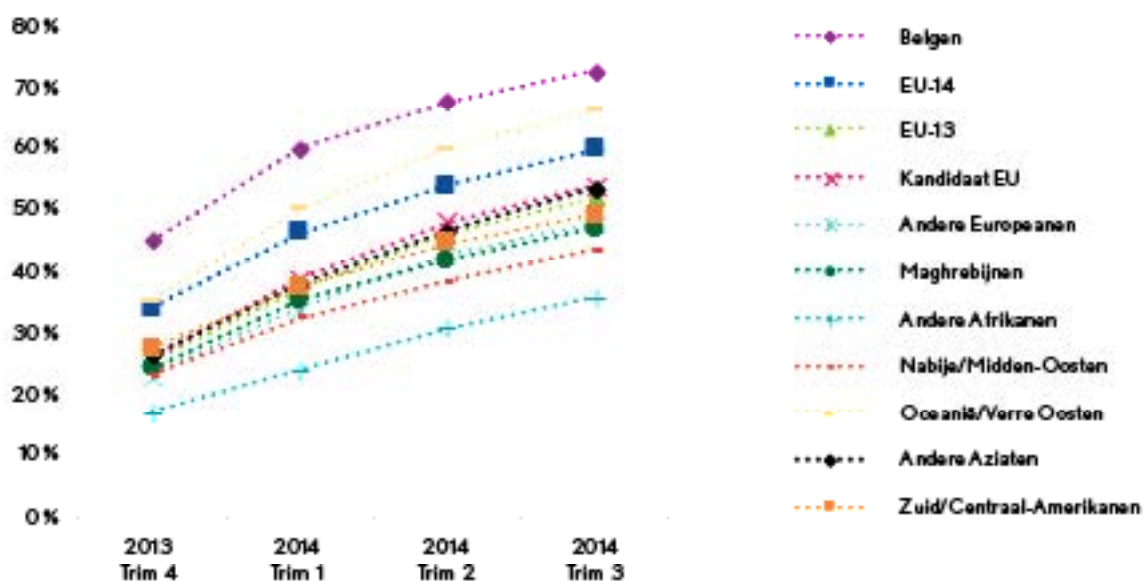 80%
70%
60%
50%
40%
30%
20%
10%
0%
2013
Trim 4
2014
Trim 1
2014
Trim 2
2014
Trim 3
Belgen
EU-14
EU-13
Kandidaat EU
Andere Europeanen
Maghrebijnen
Andere Afrikanen
Nabije/Midden-Oosten
Oceanië/Verre Oosten
Andere Aziaten
Zuid/Centraal-Amerikanen